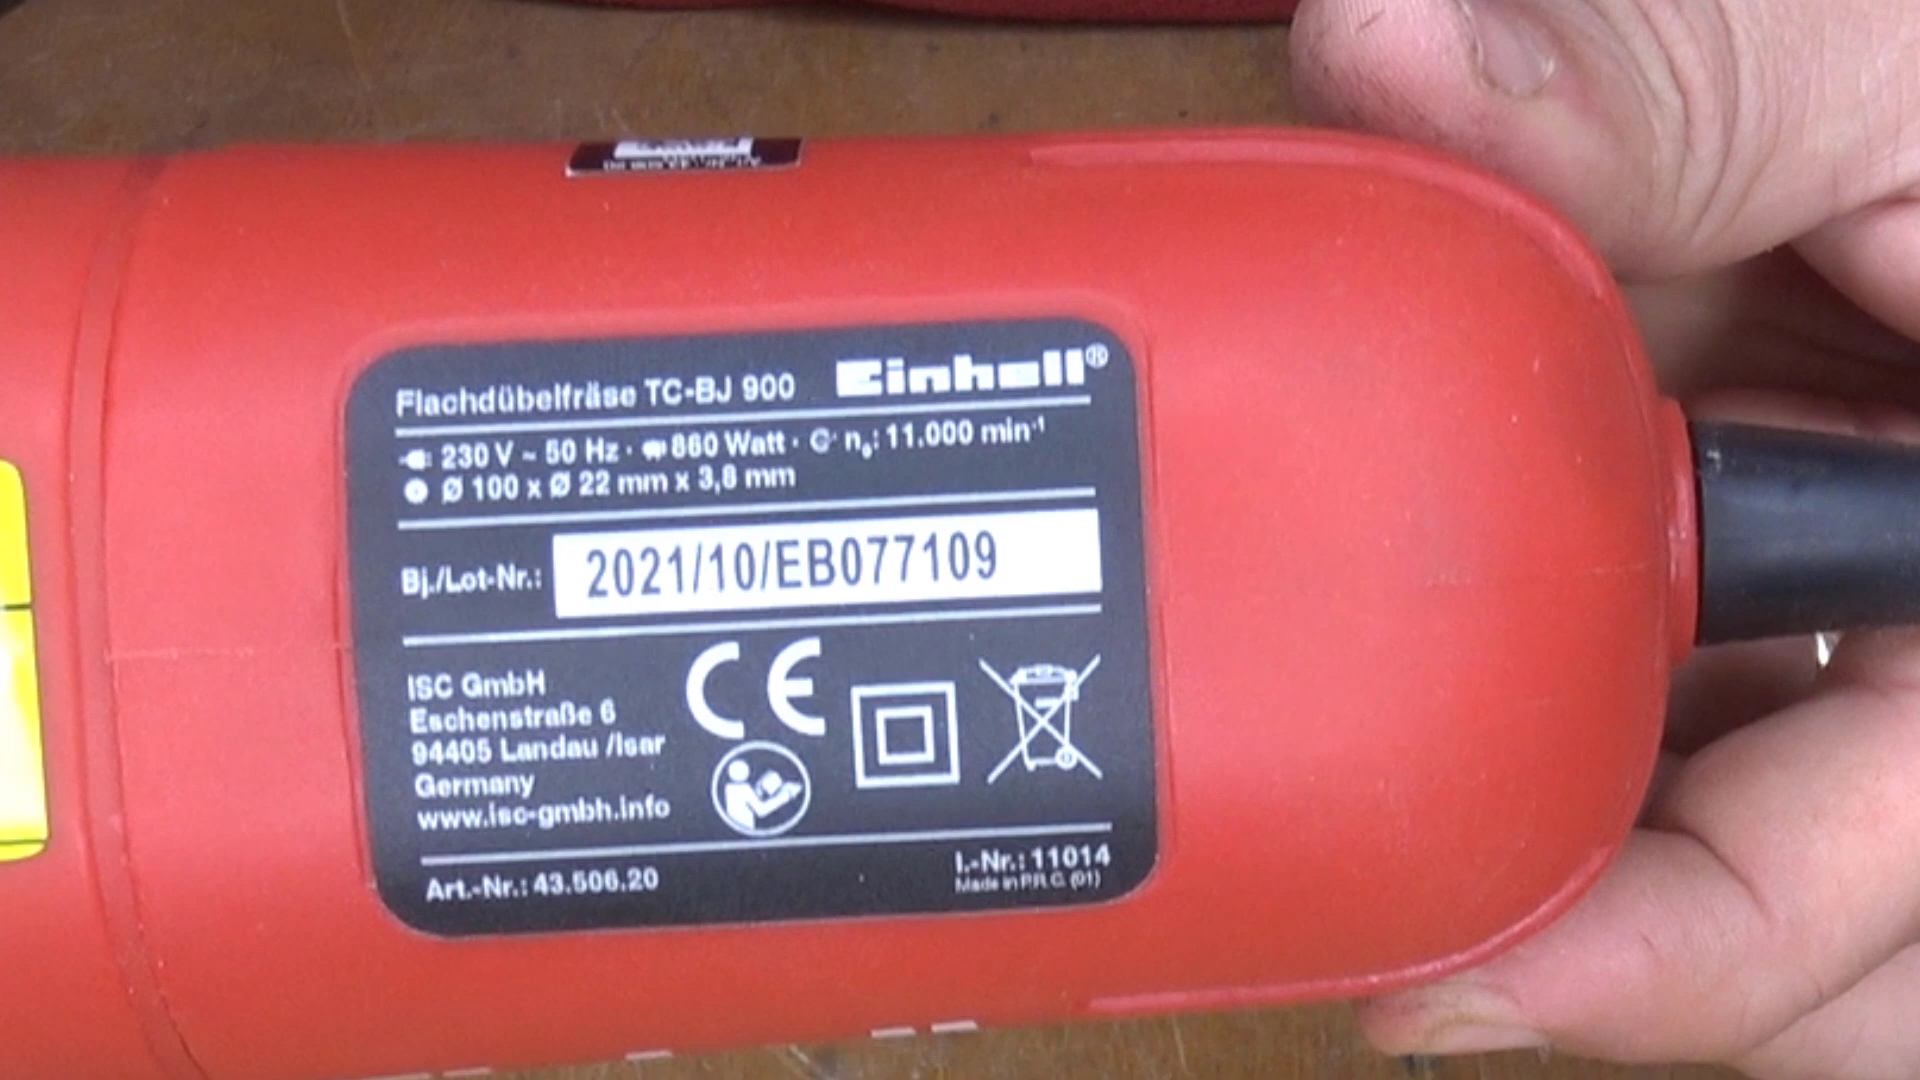 Flachdübelfräse TC-BJ 900 Einhell®
230 V ~ 50 Hz · 860 Watt · n₀: 11.000 min⁻¹
Ø 100 x Ø 22 mm x 3,8 mm
Bj./Lot-Nr.: 2021/10/EB077109
CE
ISC GmbH
Eschenstraße 6
94405 Landau /Isar
Germany
www.isc-gmbh.info
Art.-Nr.: 43.506.20 I.-Nr.: 11014
Made in P.R.C. (01)